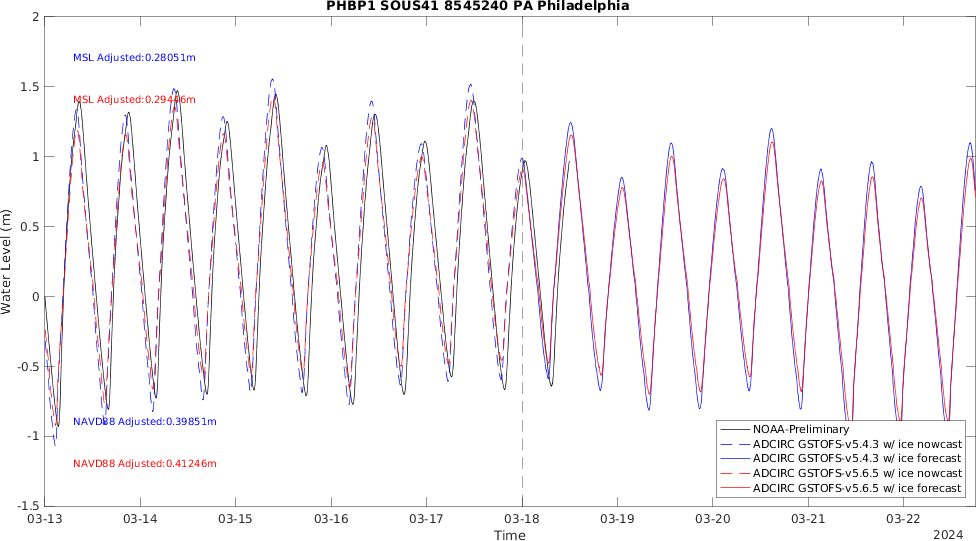 PHBP1 SOUS41 8545240 PA Philadelphia
2
MSL Adjusted:0.28051m
1.5
MSL Adjusted:0.29446m
1
0.5
Water Level (m)
0
-0.5
NAVD88 Adjusted:0.39851m
-1
NAVD88 Adjusted:0.41246m
-1.5
NOAA-Preliminary
ADCIRC GSTOFS-v5.4.3 w/ ice nowcast
ADCIRC GSTOFS-v5.4.3 w/ ice forecast
ADCIRC GSTOFS-v5.6.5 w/ ice nowcast
ADCIRC GSTOFS-v5.6.5 w/ ice forecast
03-13 03-14 03-15 03-16 03-17 03-18 03-19 03-20 03-21 03-22
Time
2024